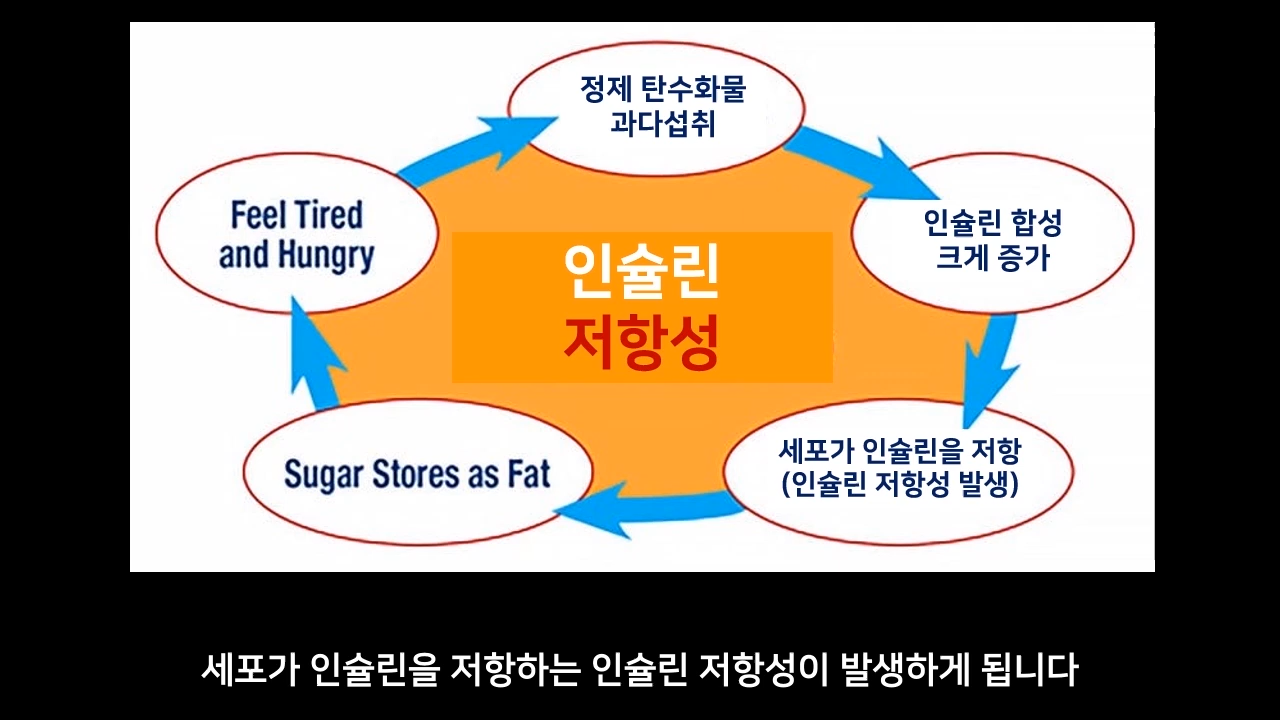 정제 탄수화물
과다섭취
Feel Tired
and Hungry
인슐린 합성
크게 증가
인슐린
저항성
Sugar Stores as Fat
세포가 인슐린을 저항
(인슐린 저항성 발생)
세포가 인슐린을 저항하는 인슐린 저항성이 발생하게 됩니다